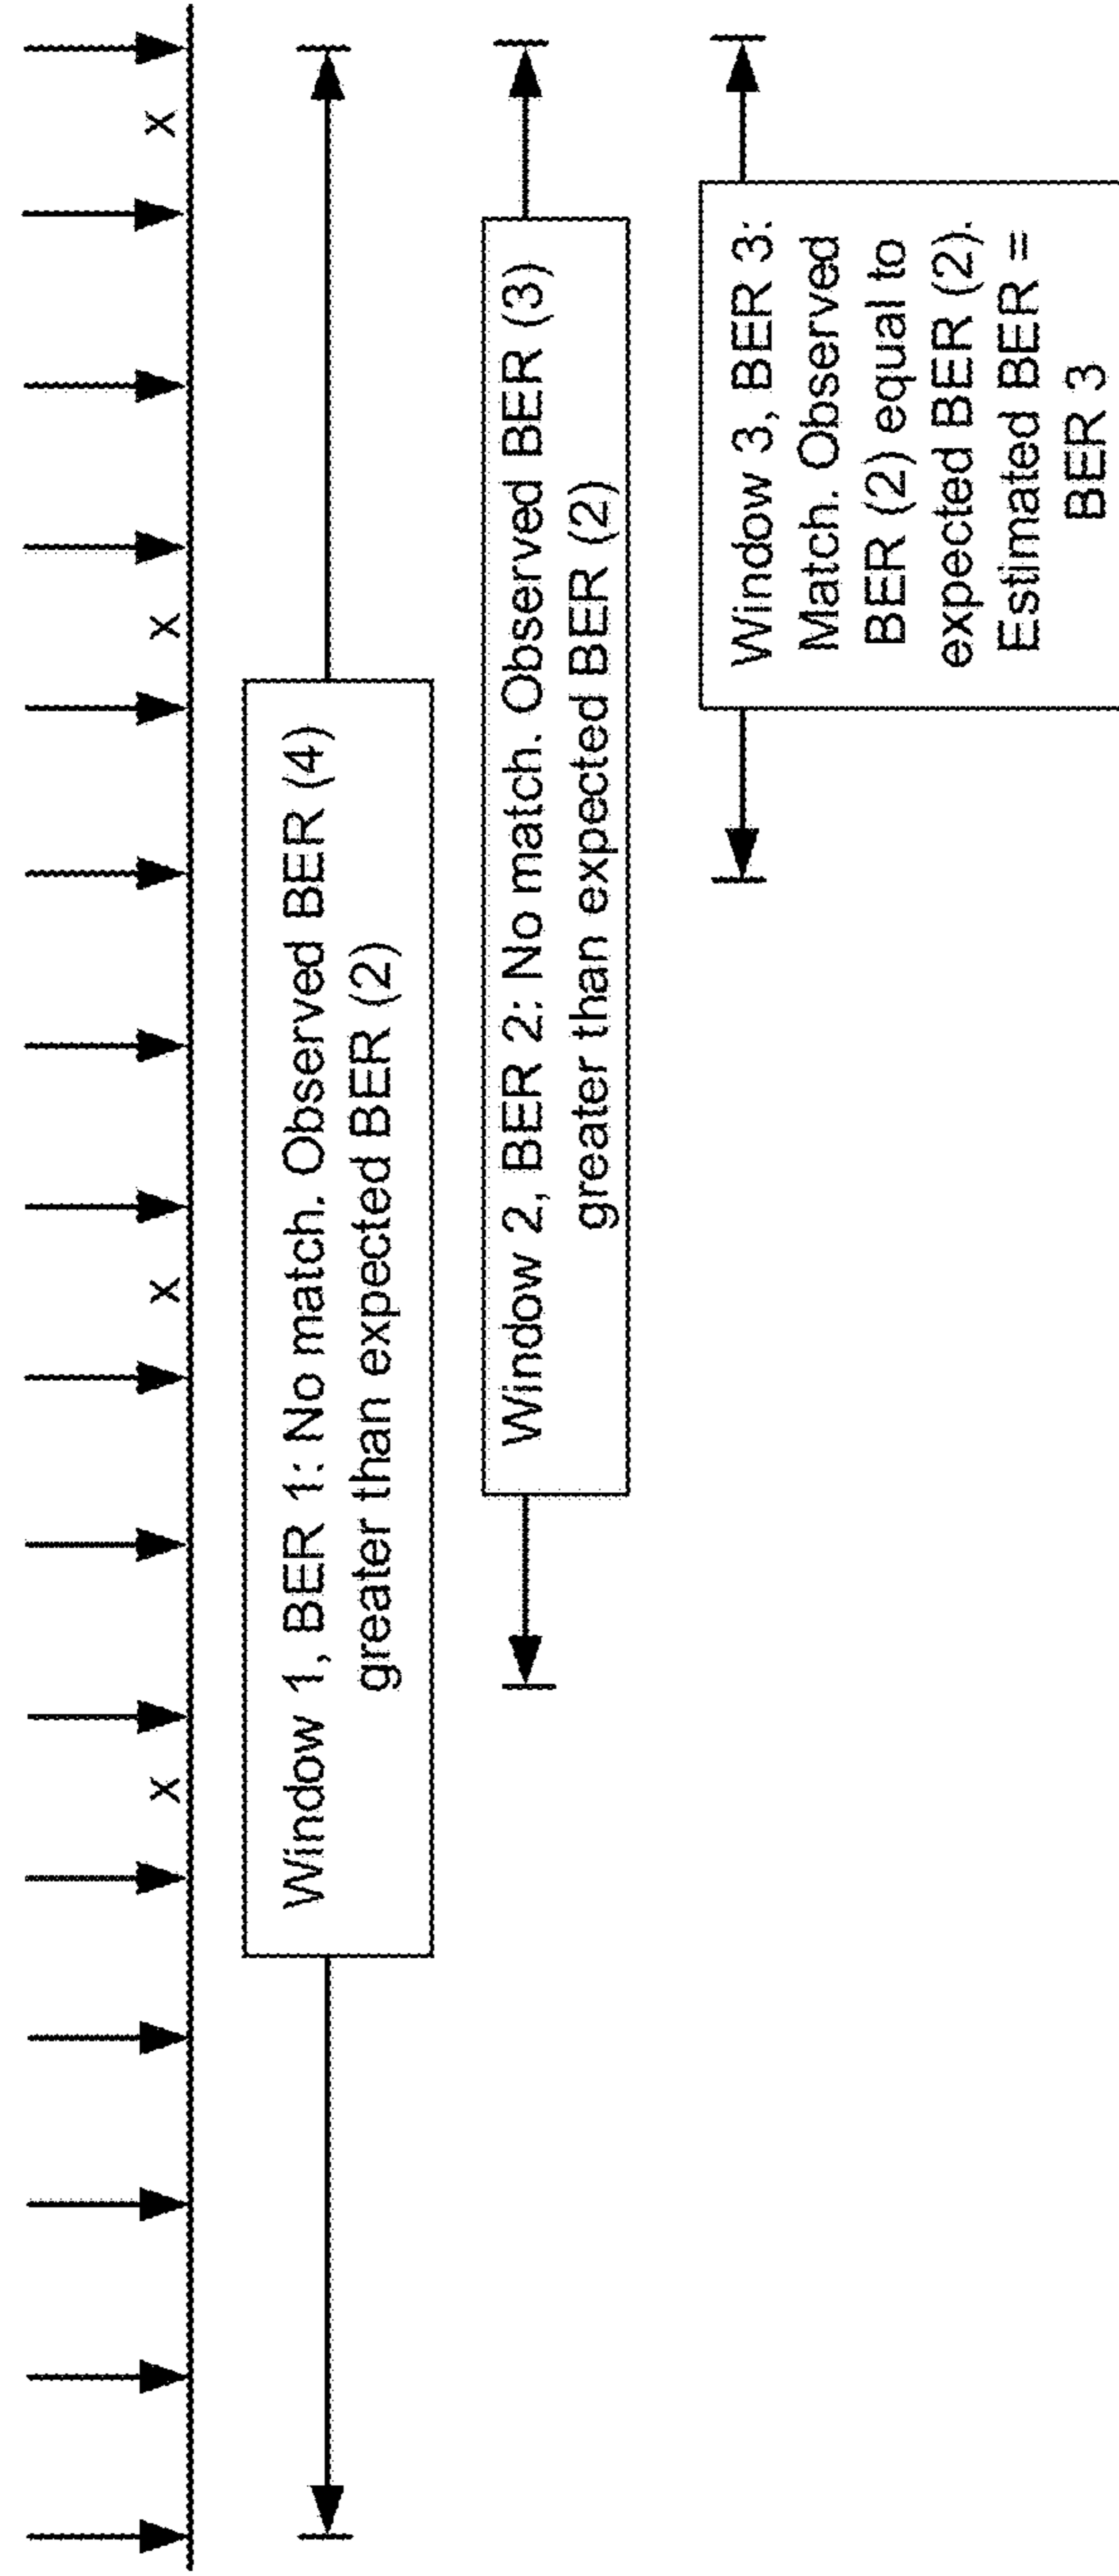 x x x x
Window 1, BER 1: No match. Observed BER (4)
greater than expected BER (2)
Window 2, BER 2: No match. Observed BER (3)
greater than expected BER (2)
Window 3, BER 3:
Match. Observed
BER (2) equal to
expected BER (2).
Estimated BER =
BER 3